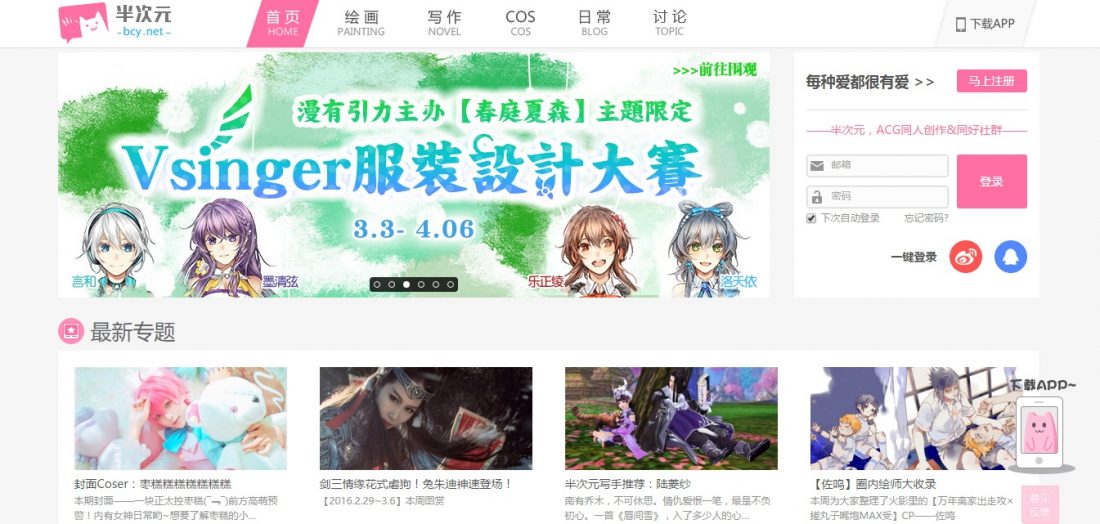 Hi~
半次元
~bcy.net~
首页
HOME
绘画
PAINTING
写作
NOVEL
COS
COS
日常
BLOG
讨论
TOPIC
下载APP
>>>前往围观
漫有引力主办【春庭夏森】主題限定
Vsinger服裝設計大賽
3.3- 4.06
言和
墨清弦
乐正绫
洛天依
每种爱都很有爱 >>
马上注册
半次元，ACG同人创作&同好社群
邮箱
密码
登录
下次自动登录
忘记密码?
一键登录
最新专题
下载APP~
封面Coser：枣糕糕糕糕糕糕糕
本期封面——一块正太控枣糕(‾﹃‾)前方高萌预
警！内有女神日常哟~想要了解枣糕的小...
剑三情缘花式虐狗！兔朱迪神速登场！
【2016.2.29~3.6】本周图赏
半次元写手推荐：陆菱纱
南有乔木，不可休思。情仇爱恨一笔，最是不负
初心。一首《眉间雪》，入了多少人的心...
【佐鸣】圈内绘师大收录
本周为大家整理了火影里的【万年离家出走攻×
搓丸子嘴炮MAX受】CP——佐鸣
意见
反馈